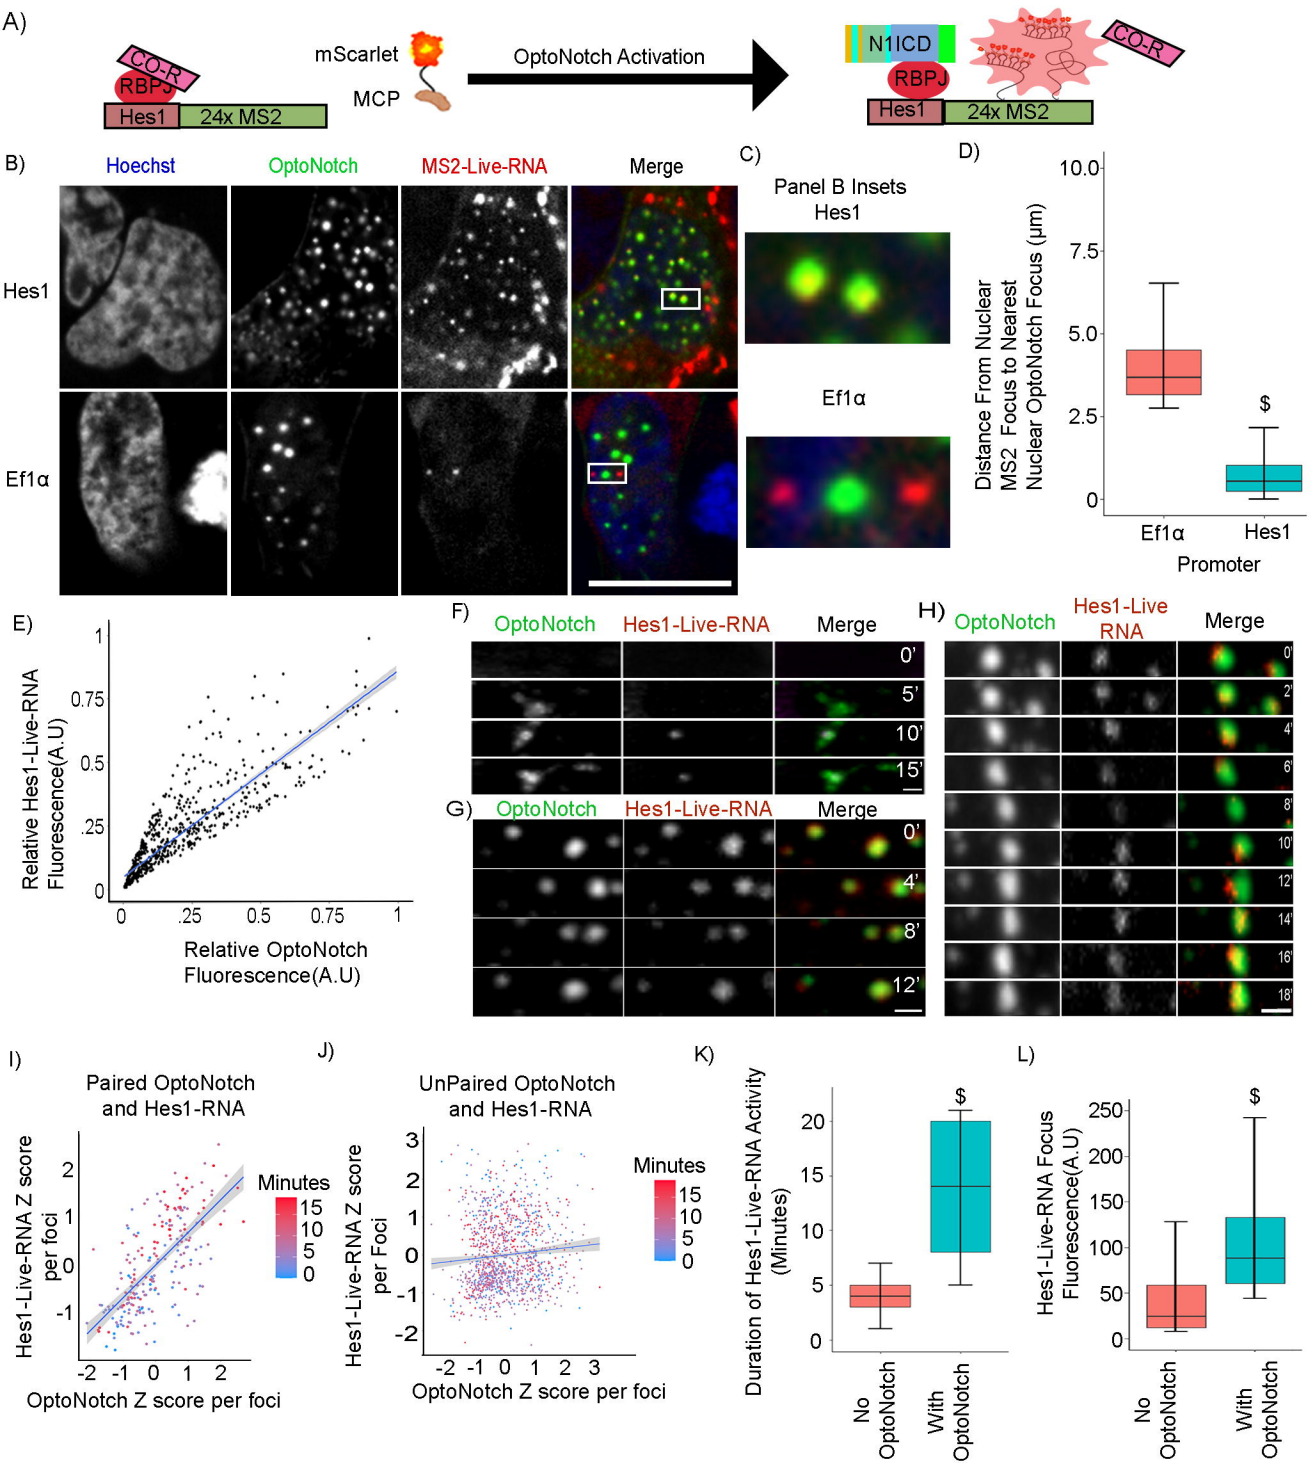 A)
CO-R
RBPJ
Hes1
24x MS2
mScarlet
MCP
OptoNotch Activation
N1ICD
RBPJ
Hes1
24x MS2
CO-R
B)
Hoechst
OptoNotch
MS2-Live-RNA
Merge
Hes1
Ef1α
C)
Panel B Insets
Hes1
Ef1α
D)
Distance From Nuclear
MS2 Focus to Nearest
Nuclear OptoNotch Focus (μm)
10.0
7.5
5.0
2.5
0
$
Ef1α
Hes1
Promoter
E)
Relative Hes1-Live-RNA
Fluorescence(A.U)
1
0.75
0.5
.25
0
0
.25
0.5
0.75
1
Relative OptoNotch
Fluorescence(A.U)
F)
OptoNotch
Hes1-Live-RNA
Merge
0'
5'
10'
15'
G)
OptoNotch
Hes1-Live-RNA
Merge
0'
4'
8'
12'
H)
OptoNotch
Hes1-Live
RNA
Merge
0'
2'
4'
6'
8'
10'
12'
14'
16'
18'
I)
Paired OptoNotch
and Hes1-RNA
Hes1-Live-RNA Z score
per foci
2
1
0
-1
-2
-1
0
1
2
OptoNotch Z score per foci
Minutes
15
10
5
0
J)
UnPaired OptoNotch
and Hes1-RNA
Hes1-Live-RNA Z score
per Foci
3
2
1
0
-1
-2
-2
-1
0
1
2
3
OptoNotch Z score per foci
Minutes
15
10
5
0
K)
Duration of Hes1-Live-RNA Activity
(Minutes)
20
15
10
5
0
$
No
OptoNotch
With
OptoNotch
L)
Hes1-Live-RNA Focus
Fluorescence(A.U)
250
200
150
100
50
0
$
No
OptoNotch
With
OptoNotch